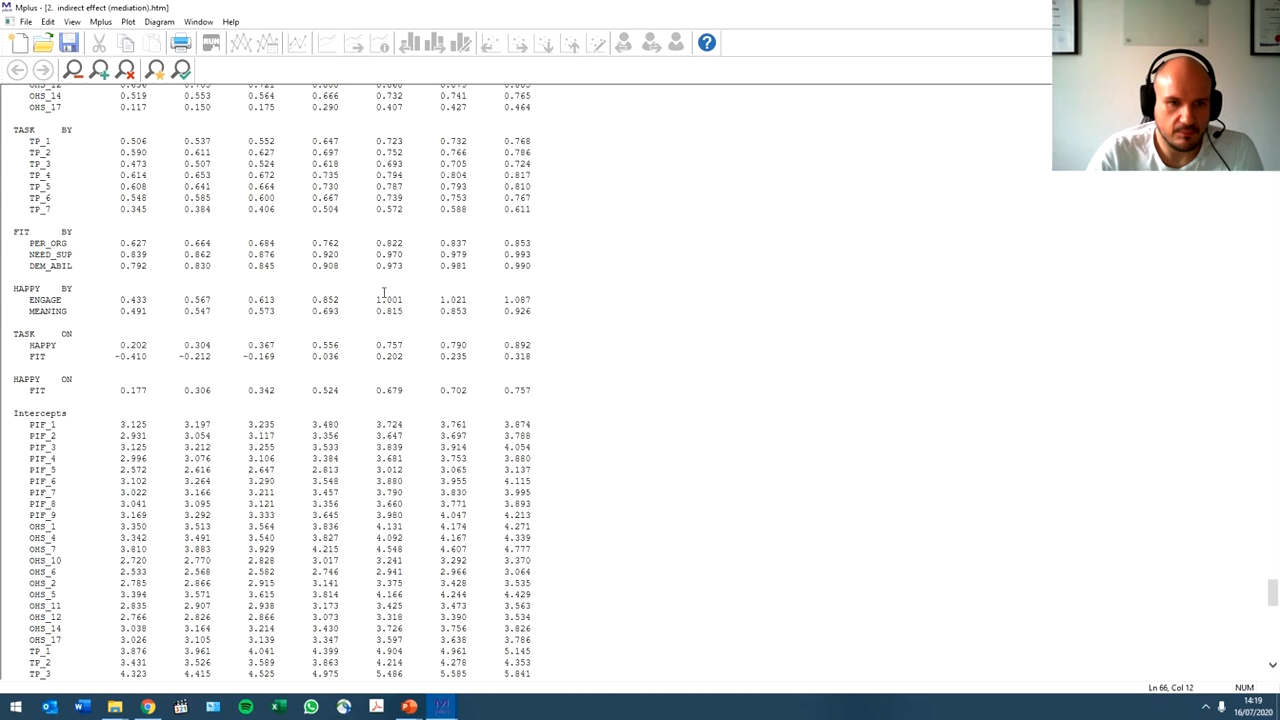 Mplus - [2. indirect effect (mediation).htm]
File Edit View Mplus Plot Diagram Window Help
RUN
OHS_14 0.519 0.553 0.564 0.666 0.732 0.741 0.765
OHS_17 0.117 0.150 0.175 0.290 0.407 0.427 0.464
TASK BY
TP_1 0.506 0.537 0.552 0.647 0.723 0.732 0.768
TP_2 0.590 0.611 0.627 0.697 0.752 0.766 0.786
TP_3 0.473 0.507 0.524 0.618 0.693 0.705 0.724
TP_4 0.614 0.653 0.672 0.735 0.794 0.804 0.817
TP_5 0.608 0.641 0.664 0.730 0.787 0.793 0.810
TP_6 0.548 0.585 0.600 0.667 0.739 0.753 0.767
TP_7 0.345 0.384 0.406 0.504 0.572 0.588 0.611
FIT BY
PER_ORG 0.627 0.664 0.684 0.762 0.822 0.837 0.853
NEED_SUP 0.839 0.862 0.876 0.920 0.970 0.979 0.993
DEM_ABIL 0.792 0.830 0.845 0.908 0.973 0.981 0.990
HAPPY BY
ENGAGE 0.433 0.567 0.613 0.852 1.001 1.021 1.087
MEANING 0.491 0.547 0.573 0.693 0.815 0.853 0.926
TASK ON
HAPPY 0.202 0.304 0.367 0.556 0.757 0.790 0.892
FIT -0.410 -0.212 -0.169 0.036 0.202 0.235 0.318
HAPPY ON
FIT 0.177 0.306 0.342 0.524 0.679 0.702 0.757
Intercepts
PIF_1 3.125 3.197 3.235 3.480 3.724 3.761 3.874
PIF_2 2.931 3.054 3.117 3.356 3.647 3.697 3.788
PIF_3 3.125 3.212 3.255 3.533 3.839 3.914 4.054
PIF_4 2.996 3.076 3.106 3.384 3.681 3.753 3.880
PIF_5 2.572 2.616 2.647 2.813 3.012 3.065 3.137
PIF_6 3.102 3.264 3.290 3.548 3.880 3.955 4.115
PIF_7 3.022 3.166 3.211 3.457 3.790 3.830 3.995
PIF_8 3.041 3.095 3.121 3.356 3.660 3.771 3.893
PIF_9 3.169 3.292 3.333 3.645 3.980 4.047 4.213
OHS_1 3.350 3.513 3.564 3.836 4.131 4.174 4.271
OHS_4 3.342 3.491 3.540 3.827 4.092 4.167 4.339
OHS_7 3.810 3.883 3.929 4.215 4.548 4.607 4.777
OHS_10 2.720 2.770 2.828 3.017 3.241 3.292 3.370
OHS_6 2.533 2.568 2.582 2.746 2.941 2.966 3.064
OHS_2 2.785 2.866 2.915 3.141 3.375 3.428 3.535
OHS_5 3.394 3.571 3.615 3.814 4.166 4.244 4.429
OHS_11 2.835 2.907 2.938 3.173 3.425 3.473 3.563
OHS_12 2.766 2.826 2.866 3.073 3.318 3.390 3.534
OHS_14 3.038 3.164 3.214 3.430 3.726 3.756 3.826
OHS_17 3.026 3.105 3.139 3.347 3.597 3.638 3.786
TP_1 3.876 3.961 4.041 4.399 4.904 4.961 5.145
TP_2 3.431 3.526 3.589 3.863 4.214 4.278 4.353
TP_3 4.323 4.415 4.525 4.975 5.486 5.585 5.841
Ln 66, Col 12 NUM
14:19
16/07/2020